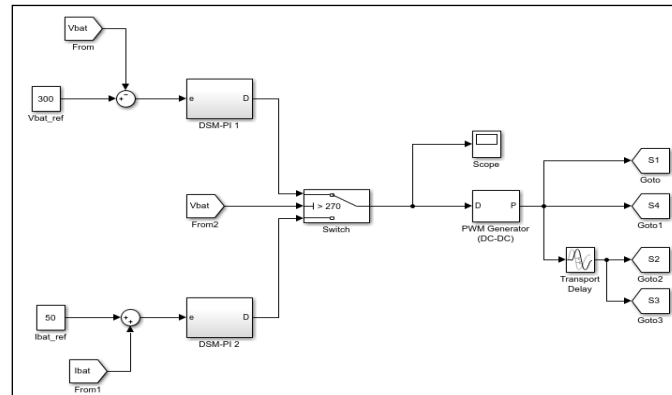 Vbat
From
300
Vbat_ref
+
−
e D
DSM-PI 1
Vbat
From2
> 270
Switch
Scope
D P
PWM Generator
(DC-DC)
S1
Goto
S4
Goto1
S2
Goto2
S3
Goto3
Transport
Delay
50
Ibat_ref
+
+
e D
DSM-PI 2
Ibat
From1